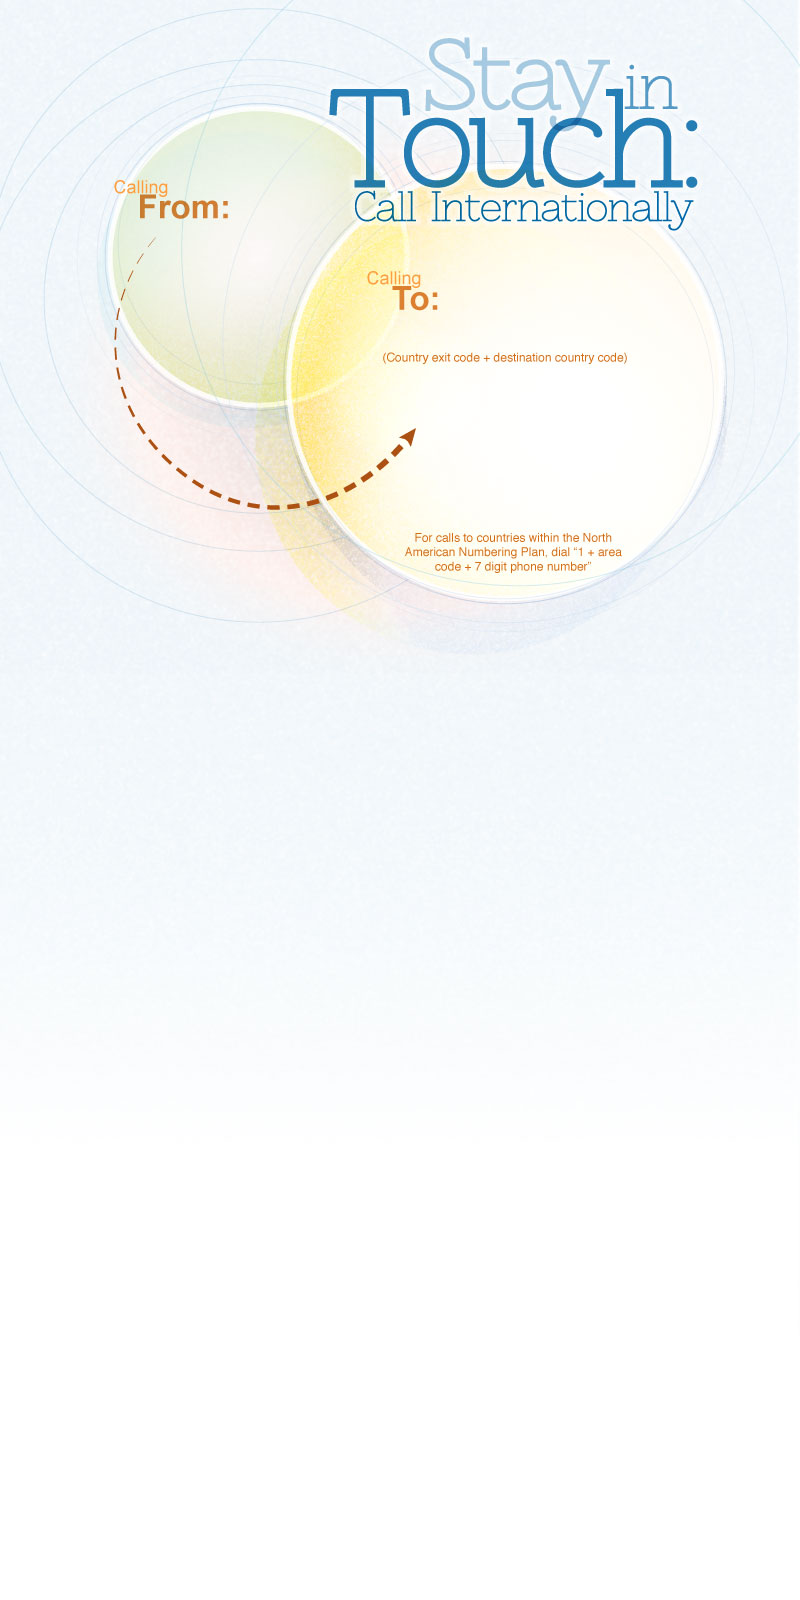 Stay in
Touch:
Call Internationally
Calling
From:
Calling
To:
(Country exit code + destination country code)
For calls to countries within the North
American Numbering Plan, dial “1 + area
code + 7 digit phone number”